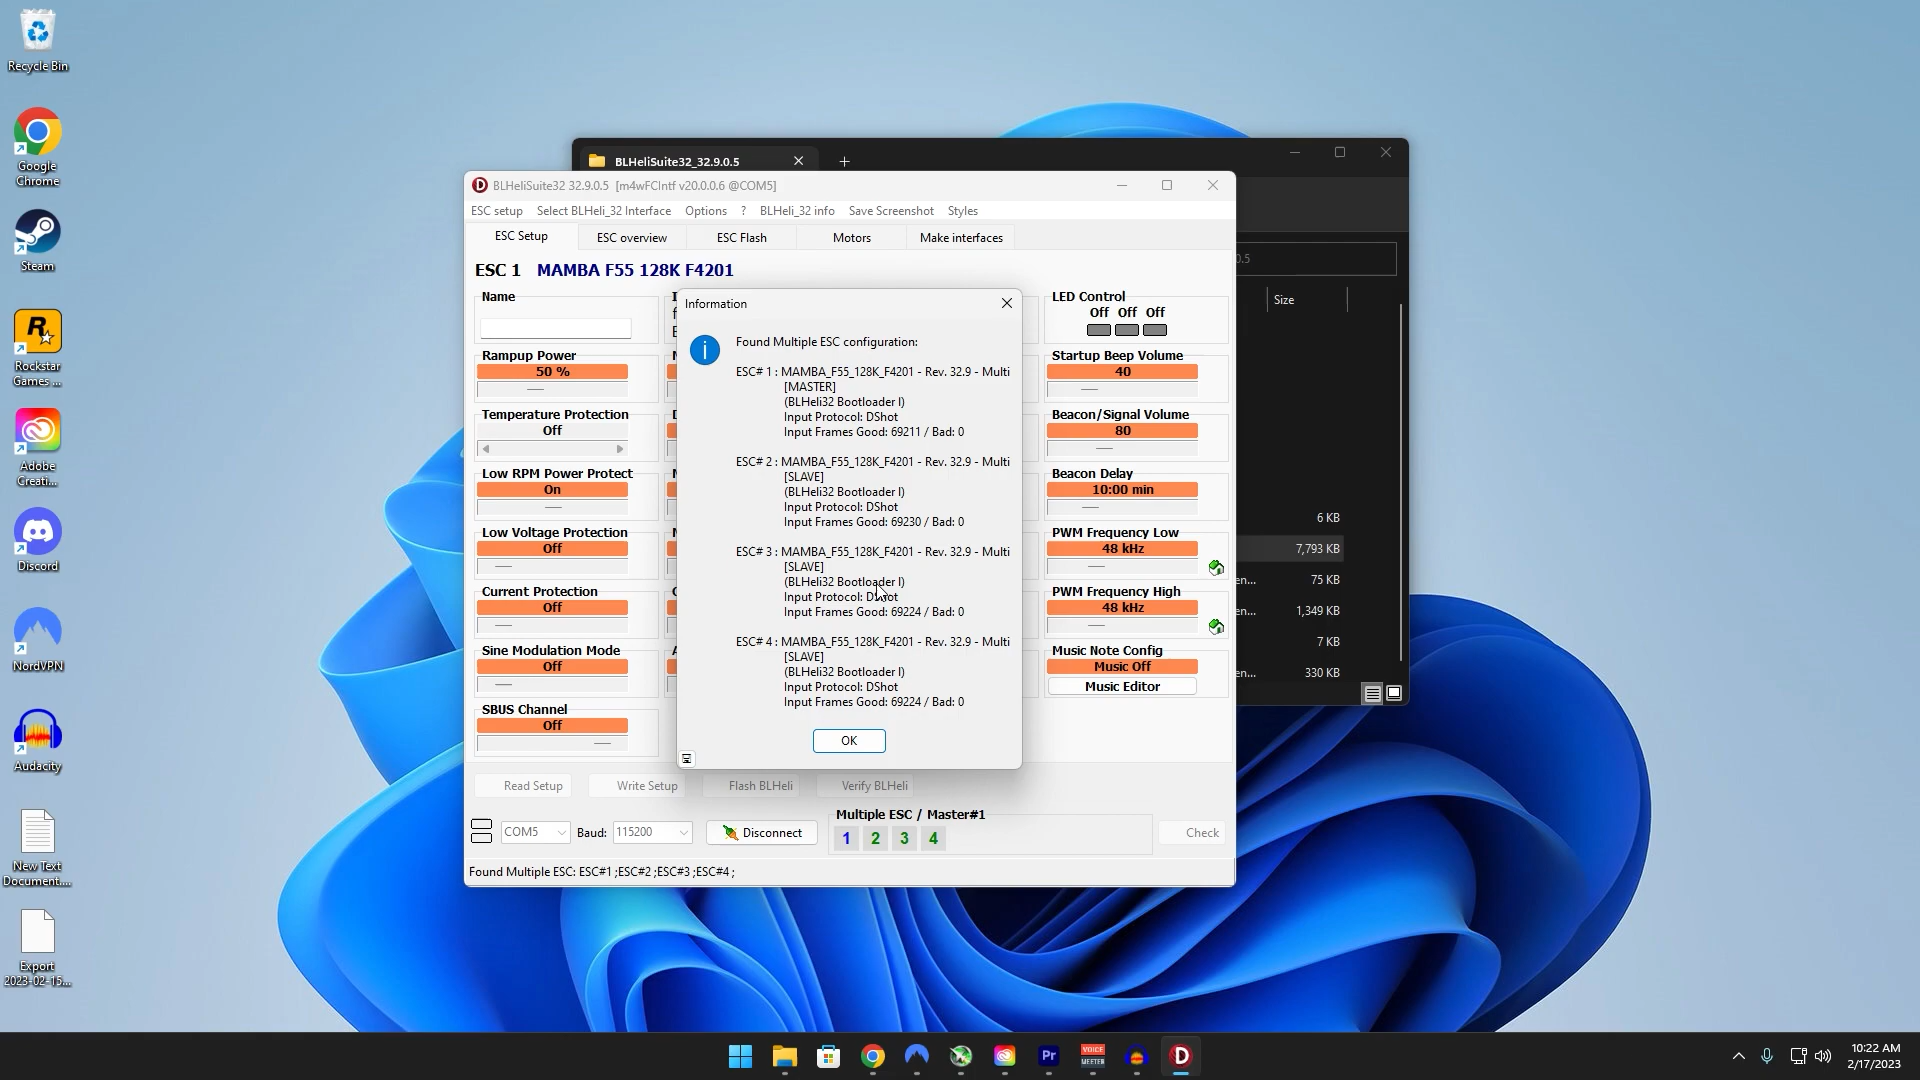 Recycle Bin
Google
Chrome
Steam
Rockstar
Games ...
Adobe
Creati...
Discord
NordVPN
Audacity
New Text
Document....
Export
2023-02-15...
BLHeliSuite32_32.9.0.5
Size
6 KB
7,793 KB
en...
75 KB
en...
1,349 KB
7 KB
en...
330 KB
BLHeliSuite32 32.9.0.5 [m4wFCIntf v20.0.0.6 @COM5]
ESC setup Select BLHeli_32 Interface Options ? BLHeli_32 info Save Screenshot Styles
ESC Setup ESC overview ESC Flash Motors Make interfaces
ESC 1 MAMBA F55 128K F4201
Name
Rampup Power
50 %
Temperature Protection
Off
Low RPM Power Protect
On
Low Voltage Protection
Off
Current Protection
Off
Sine Modulation Mode
Off
SBUS Channel
Off
Information
Found Multiple ESC configuration:
ESC# 1 : MAMBA_F55_128K_F4201 - Rev. 32.9 - Multi
[MASTER]
(BLHeli32 Bootloader I)
Input Protocol: DShot
Input Frames Good: 69211 / Bad: 0
ESC# 2 : MAMBA_F55_128K_F4201 - Rev. 32.9 - Multi
[SLAVE]
(BLHeli32 Bootloader I)
Input Protocol: DShot
Input Frames Good: 69230 / Bad: 0
ESC# 3 : MAMBA_F55_128K_F4201 - Rev. 32.9 - Multi
[SLAVE]
(BLHeli32 Bootloader I)
Input Protocol: DShot
Input Frames Good: 69224 / Bad: 0
ESC# 4 : MAMBA_F55_128K_F4201 - Rev. 32.9 - Multi
[SLAVE]
(BLHeli32 Bootloader I)
Input Protocol: DShot
Input Frames Good: 69224 / Bad: 0
OK
LED Control
Off Off Off
Startup Beep Volume
40
Beacon/Signal Volume
80
Beacon Delay
10:00 min
PWM Frequency Low
48 kHz
PWM Frequency High
48 kHz
Music Note Config
Music Off
Music Editor
Read Setup Write Setup Flash BLHeli Verify BLHeli
COM5 Baud: 115200 Disconnect
Multiple ESC / Master#1
1 2 3 4
Check
Found Multiple ESC: ESC#1 ;ESC#2 ;ESC#3 ;ESC#4 ;
Pr
VOICE
MEETER
10:22 AM
2/17/2023